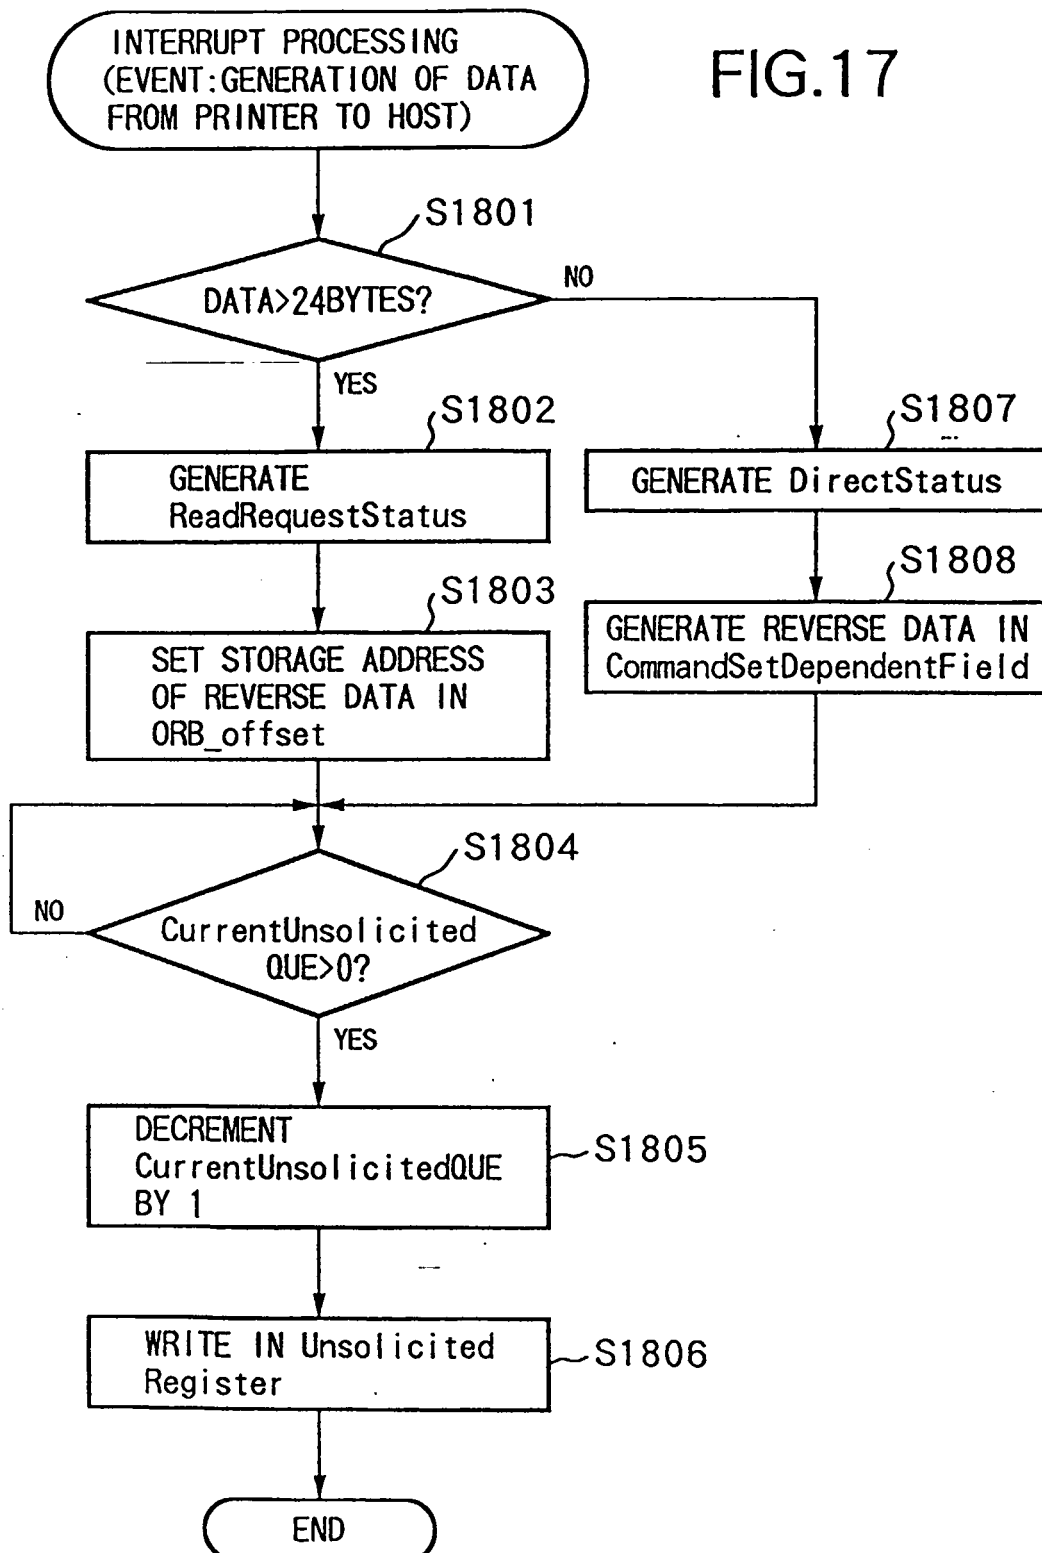 INTERRUPT PROCESSING
(EVENT:GENERATION OF DATA
FROM PRINTER TO HOST)
FIG.17
S1801
DATA>24BYTES?
NO
YES
S1802
GENERATE
ReadRequestStatus
S1807
GENERATE DirectStatus
S1803
SET STORAGE ADDRESS
OF REVERSE DATA IN
ORB_offset
S1808
GENERATE REVERSE DATA IN
CommandSetDependentField
S1804
CurrentUnsolicited
QUE>0?
NO
YES
DECREMENT
CurrentUnsolicitedQUE
BY 1
S1805
WRITE IN Unsolicited
Register
S1806
END